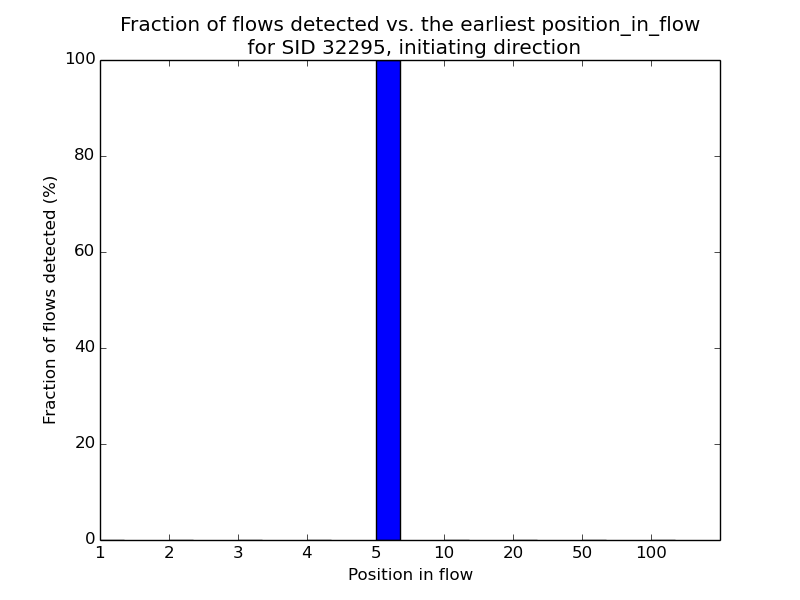 Fraction of flows detected vs. the earliest position_in_flow
for SID 32295, initiating direction
100
80
60
40
20
0
Fraction of flows detected (%)
1 2 3 4 5 10 20 50 100
Position in flow